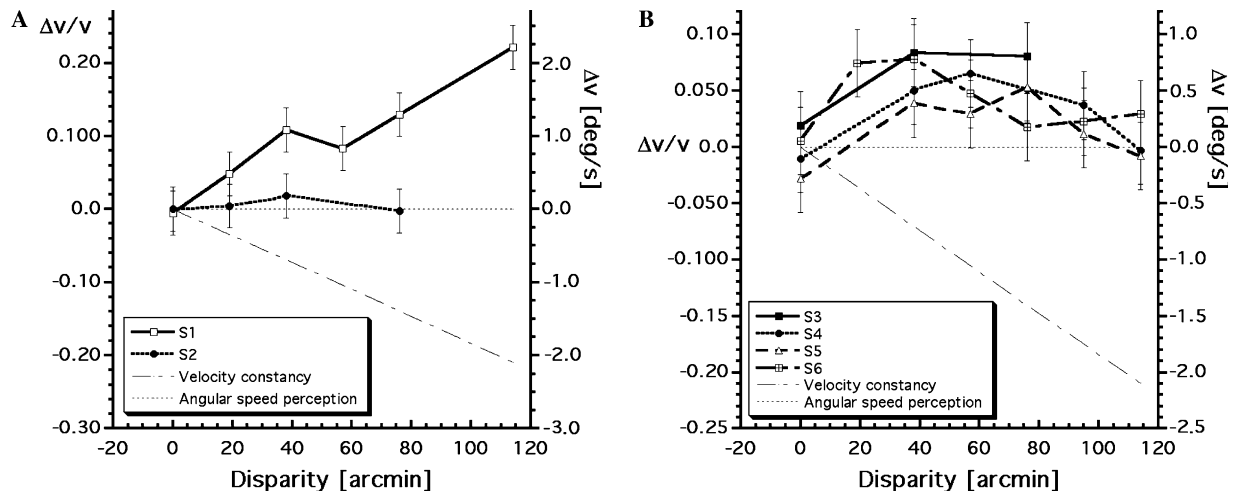 A
Δv/v
0.20
0.100
0.0
-0.10
-0.20
-0.30
2.0
1.0
0.0
-1.0
-2.0
-3.0
Δv [deg/s]
S1
S2
Velocity constancy
Angular speed perception
-20 0 20 40 60 80 100 120
Disparity [arcmin]
B
0.10
0.050
Δv/v 0.0
-0.050
-0.100
-0.15
-0.20
-0.25
1.0
0.5
0.0
-0.5
-1.0
-1.5
-2.0
-2.5
Δv [deg/s]
S3
S4
S5
S6
Velocity constancy
Angular speed perception
-20 0 20 40 60 80 100 120
Disparity [arcmin]